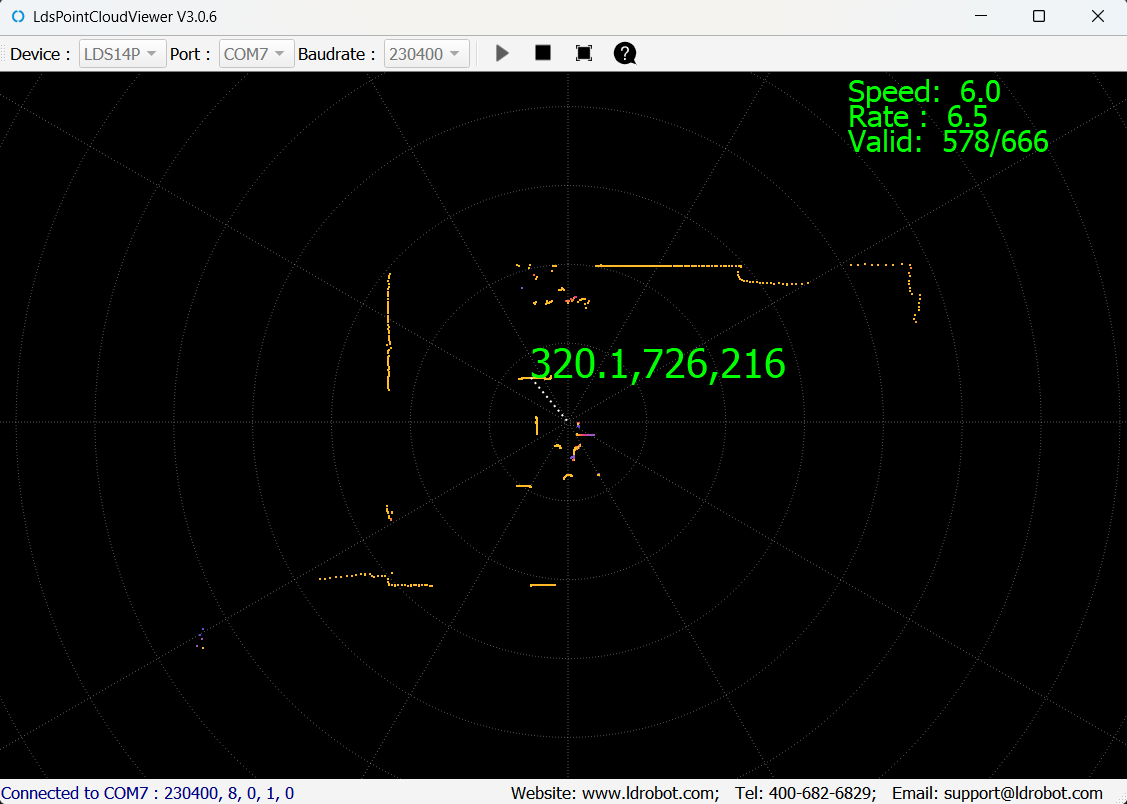 LdsPointCloudViewer V3.0.6
Device : LDS14P Port : COM7 Baudrate : 230400
Speed: 6.0
Rate : 6.5
Valid: 578/666
320.1,726,216
Connected to COM7 : 230400, 8, 0, 1, 0 Website: www.ldrobot.com; Tel: 400-682-6829; Email: support@ldrobot.com